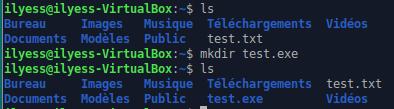 ilyess@ilyess-VirtualBox:~$ ls
Bureau     Images   Musique  Téléchargements  Vidéos
Documents  Modèles  Public   test.txt
ilyess@ilyess-VirtualBox:~$ mkdir test.exe
ilyess@ilyess-VirtualBox:~$ ls
Bureau     Images   Musique  Téléchargements  test.txt
Documents  Modèles  Public   test.exe         Vidéos